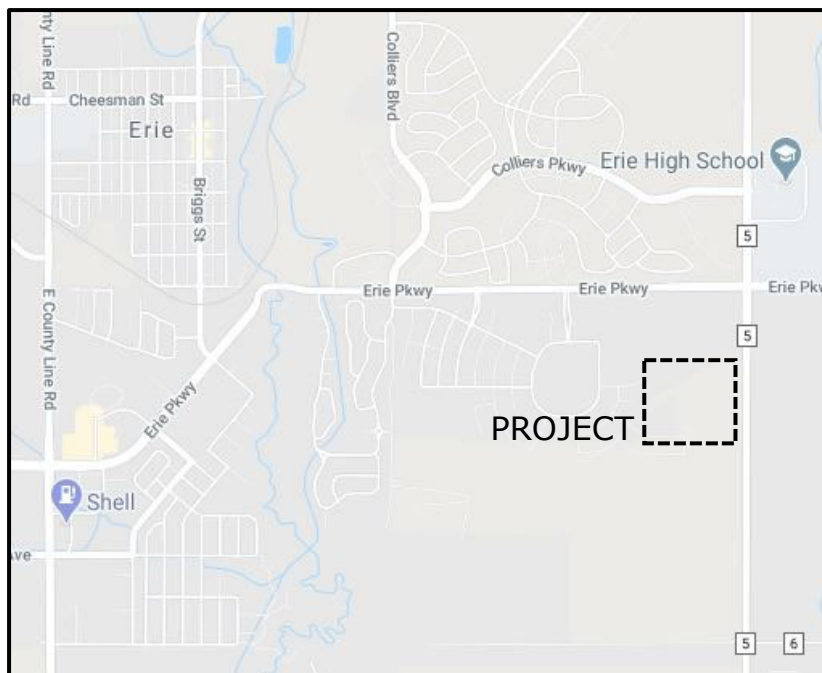 nty Line Rd
Colliers Blvd
Rd
Cheesman St
Erie
Erie High School
Colliers Pkwy
Briggs St
5
Erie Pkwy
Erie Pkwy
Erie Pkw
E County Line Rd
5
Erie Pkwy
PROJECT
Shell
Ave
5
6